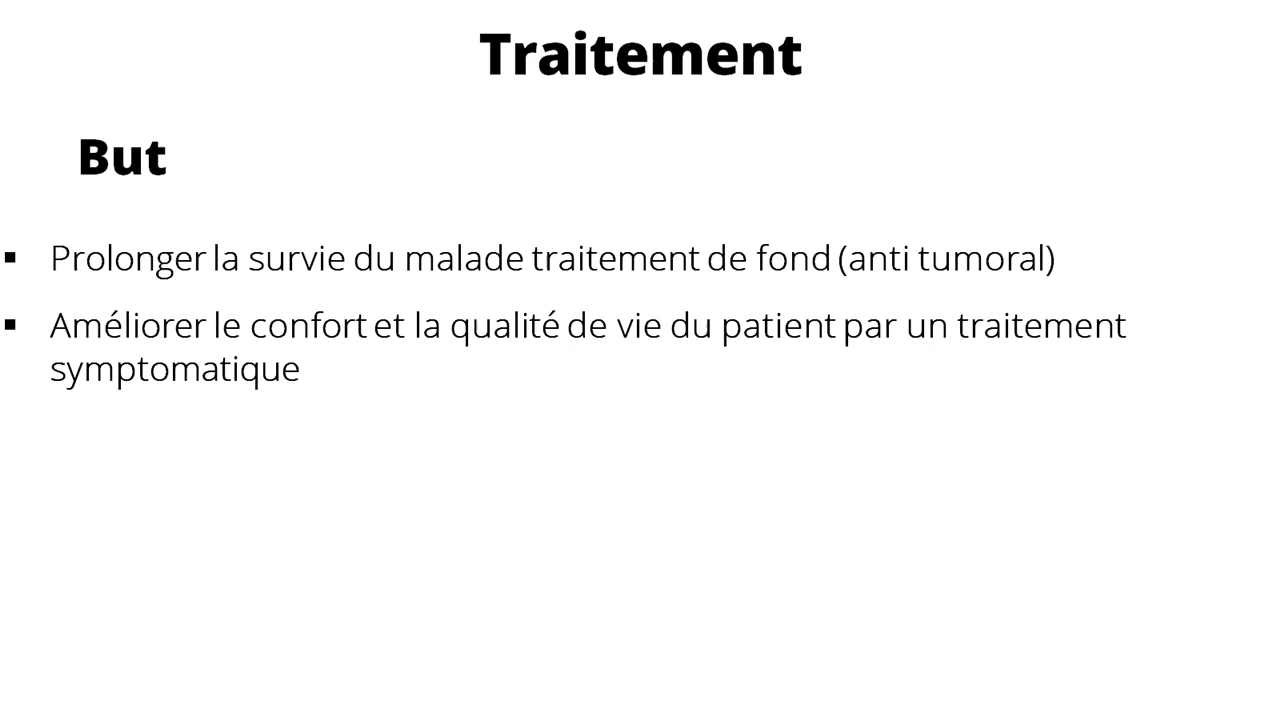 Traitement
But
▪ Prolonger la survie du malade traitement de fond (anti tumoral)
▪ Améliorer le confort et la qualité de vie du patient par un traitement
symptomatique